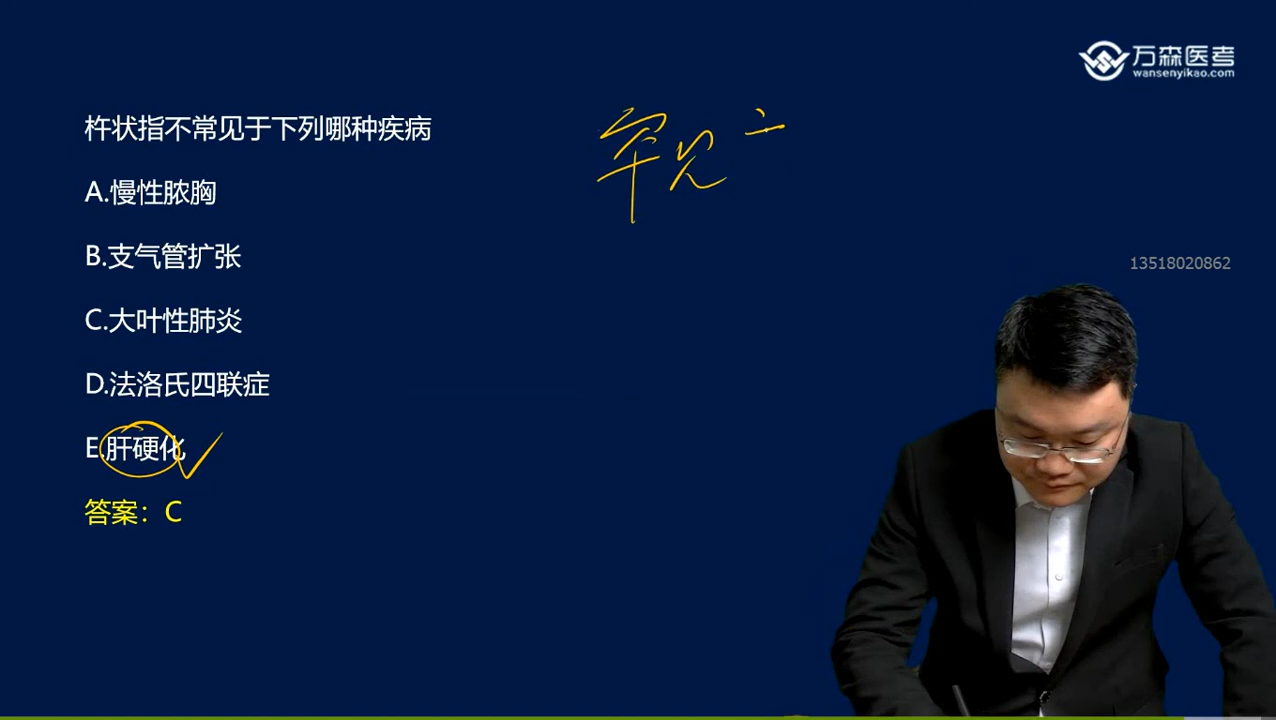 万森医考
wansenyikao.com
杵状指不常见于下列哪种疾病
罕见
A.慢性脓胸
B.支气管扩张
13518020862
C.大叶性肺炎
D.法洛氏四联症
E.肝硬化
答案：C